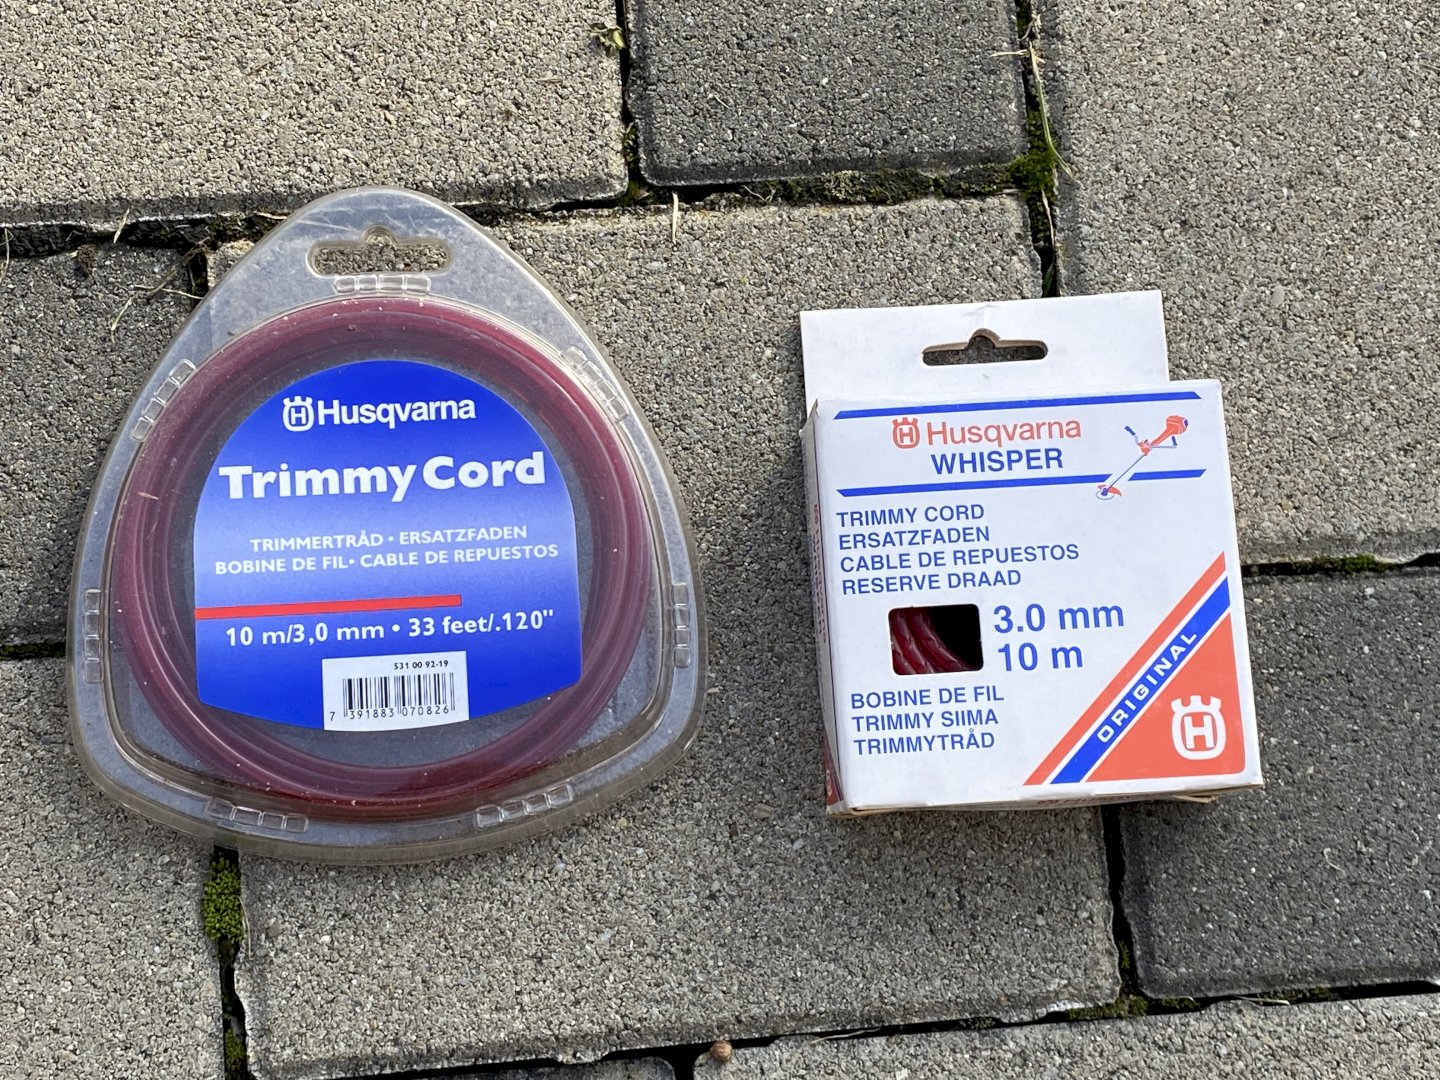 Husqvarna
Trimmy Cord
TRIMMERTRÅD • ERSATZFADEN
BOBINE DE FIL• CABLE DE REPUESTOS
10 m/3,0 mm • 33 feet/.120"
531 00 92-19
7 391883 070826
Husqvarna
WHISPER
TRIMMY CORD
ERSATZFADEN
CABLE DE REPUESTOS
RESERVE DRAAD
3.0 mm
10 m
BOBINE DE FIL
TRIMMY SIIMA
TRIMMYTRÅD
ORIGINAL